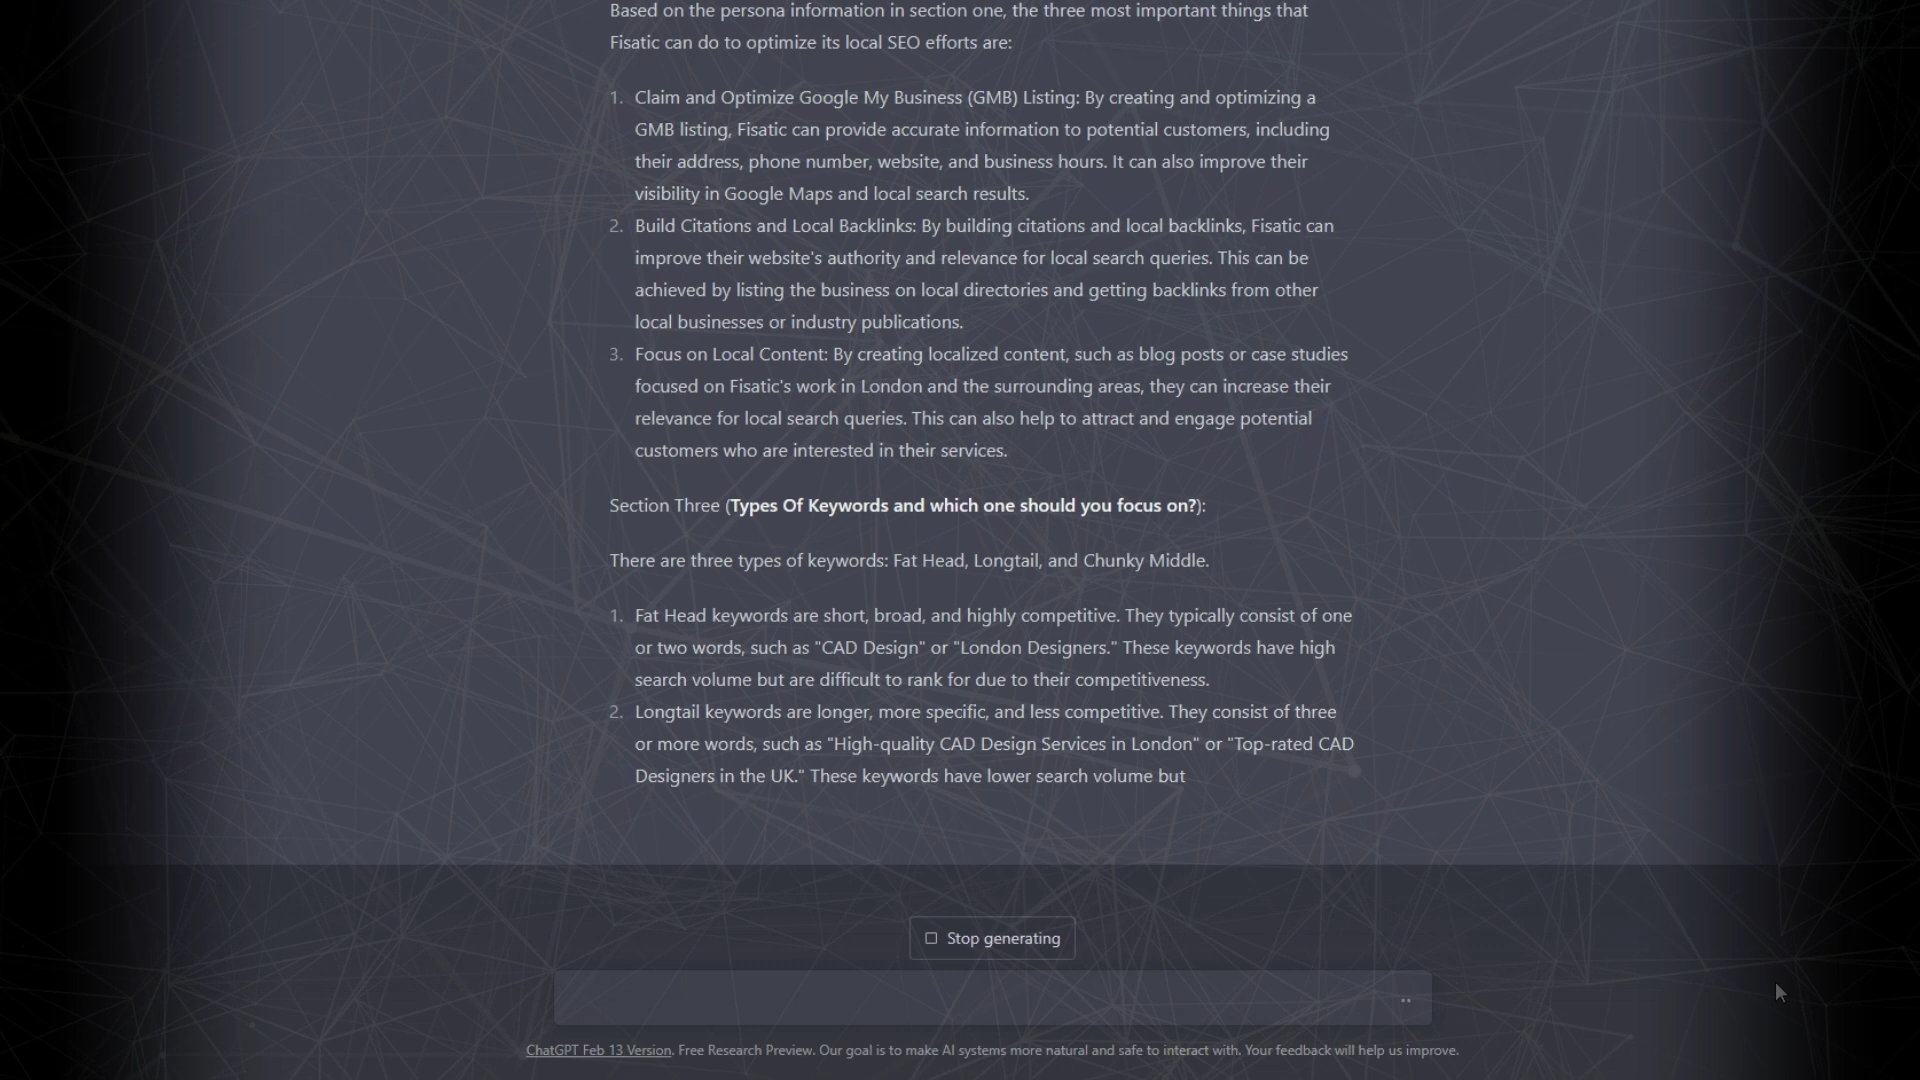 Based on the persona information in section one, the three most important things that
Fisatic can do to optimize its local SEO efforts are:
1. Claim and Optimize Google My Business (GMB) Listing: By creating and optimizing a
GMB listing, Fisatic can provide accurate information to potential customers, including
their address, phone number, website, and business hours. It can also improve their
visibility in Google Maps and local search results.
2. Build Citations and Local Backlinks: By building citations and local backlinks, Fisatic can
improve their website's authority and relevance for local search queries. This can be
achieved by listing the business on local directories and getting backlinks from other
local businesses or industry publications.
3. Focus on Local Content: By creating localized content, such as blog posts or case studies
focused on Fisatic's work in London and the surrounding areas, they can increase their
relevance for local search queries. This can also help to attract and engage potential
customers who are interested in their services.
Section Three (Types Of Keywords and which one should you focus on?):
There are three types of keywords: Fat Head, Longtail, and Chunky Middle.
1. Fat Head keywords are short, broad, and highly competitive. They typically consist of one
or two words, such as "CAD Design" or "London Designers." These keywords have high
search volume but are difficult to rank for due to their competitiveness.
2. Longtail keywords are longer, more specific, and less competitive. They consist of three
or more words, such as "High-quality CAD Design Services in London" or "Top-rated CAD
Designers in the UK." These keywords have lower search volume but
Stop generating
ChatGPT Feb 13 Version. Free Research Preview. Our goal is to make AI systems more natural and safe to interact with. Your feedback will help us improve.